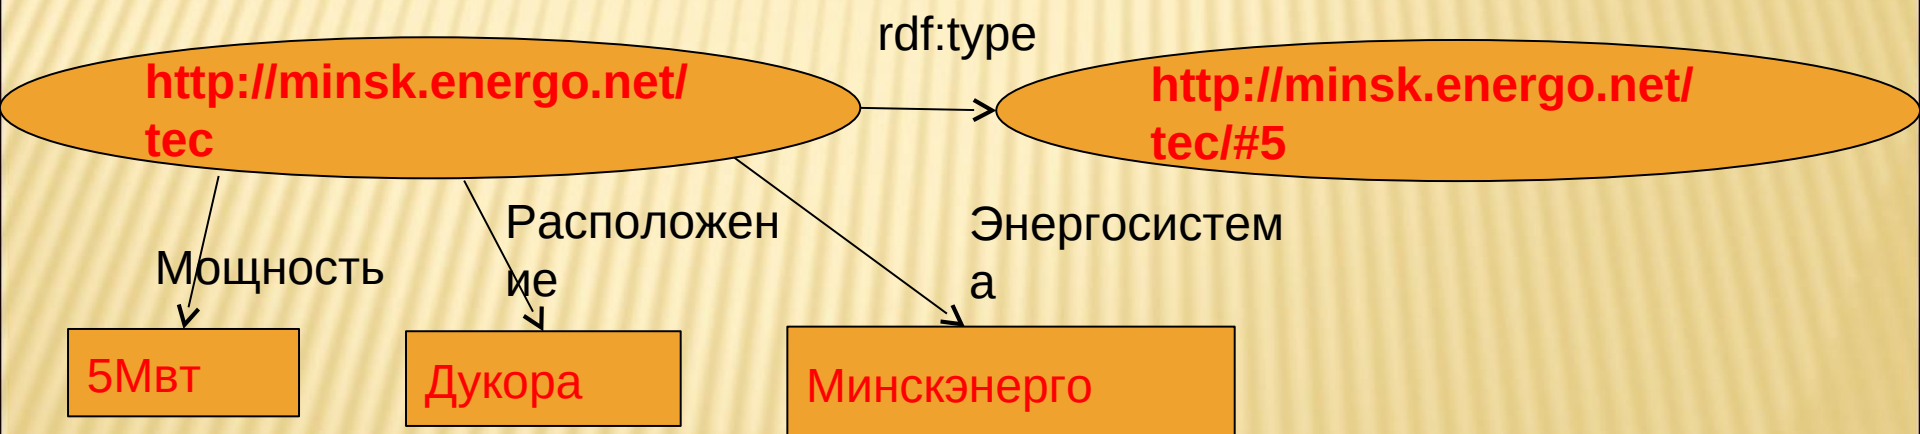 rdf:type
http://minsk.energo.net/
tec
http://minsk.energo.net/
tec/#5
Мощность
Расположен
ие
Энергосистем
а
5Мвт
Дукора
Минскэнерго